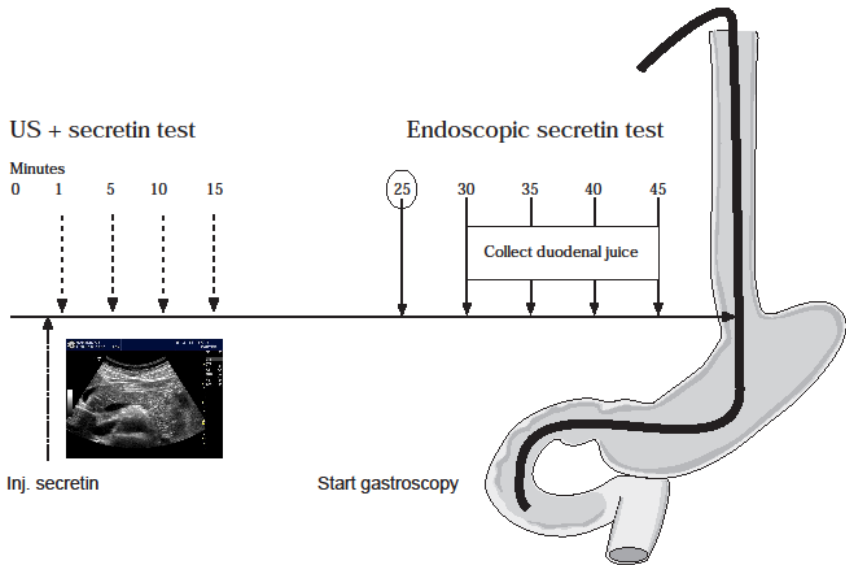 US + secretin test
Endoscopic secretin test
Minutes
0 1 5 10 15 25 30 35 40 45
Collect duodenal juice
Inj. secretin
Start gastroscopy